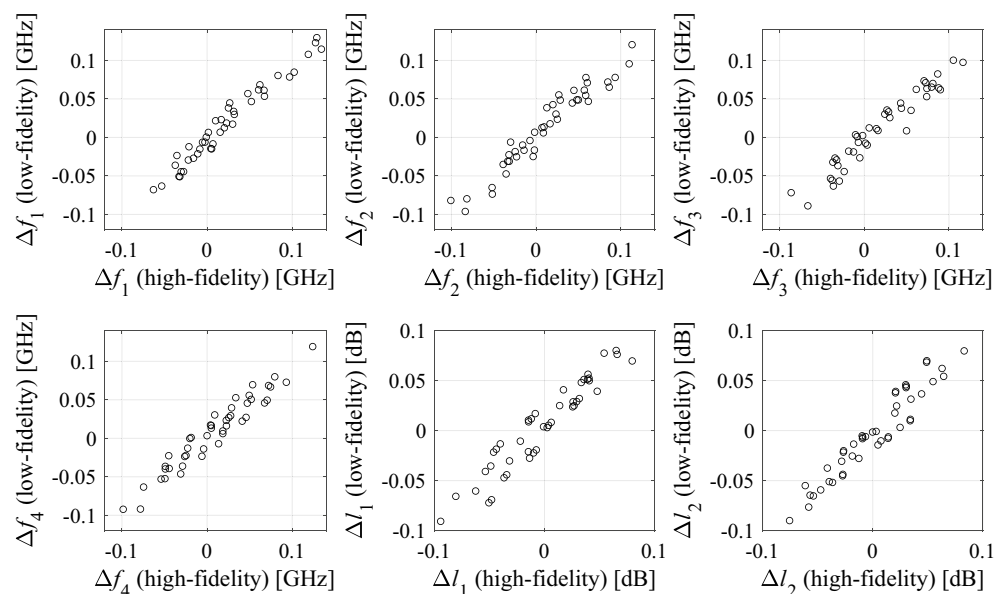 Δf₁ (low-fidelity) [GHz]
0.1
0.05
0
-0.05
-0.1
-0.1 0 0.1
Δf₁ (high-fidelity) [GHz]
Δf₂ (low-fidelity) [GHz]
0.1
0.05
0
-0.05
-0.1
-0.1 0 0.1
Δf₂ (high-fidelity) [GHz]
Δf₃ (low-fidelity) [GHz]
0.1
0.05
0
-0.05
-0.1
-0.1 0 0.1
Δf₃ (high-fidelity) [GHz]
Δf₄ (low-fidelity) [GHz]
0.1
0.05
0
-0.05
-0.1
-0.1 0 0.1
Δf₄ (high-fidelity) [GHz]
Δl₁ (low-fidelity) [dB]
0.1
0.05
0
-0.05
-0.1
-0.1 0 0.1
Δl₁ (high-fidelity) [dB]
Δl₂ (low-fidelity) [dB]
0.1
0.05
0
-0.05
-0.1
-0.1 0 0.1
Δl₂ (high-fidelity) [dB]